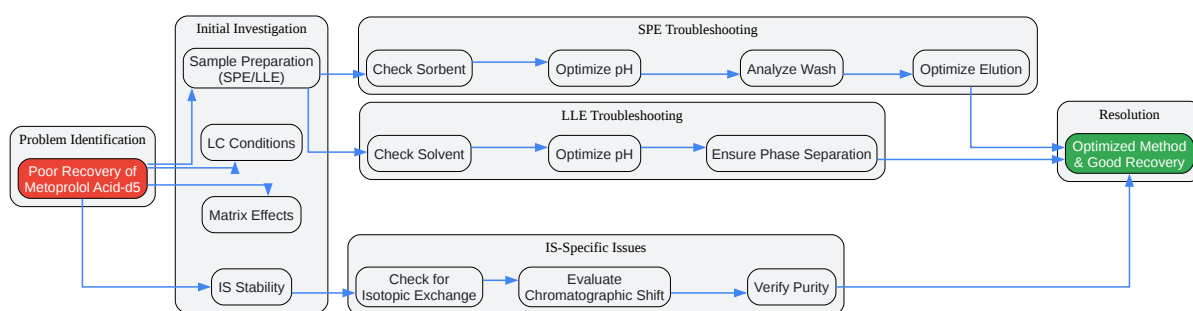 Problem Identification
Poor Recovery of
Metoprolol Acid-d5
Initial Investigation
Sample Preparation
(SPE/LLE)
LC Conditions
Matrix Effects
IS Stability
SPE Troubleshooting
Check Sorbent
Optimize pH
Analyze Wash
Optimize Elution
LLE Troubleshooting
Check Solvent
Optimize pH
Ensure Phase Separation
IS-Specific Issues
Check for
Isotopic Exchange
Evaluate
Chromatographic Shift
Verify Purity
Resolution
Optimized Method
& Good Recovery